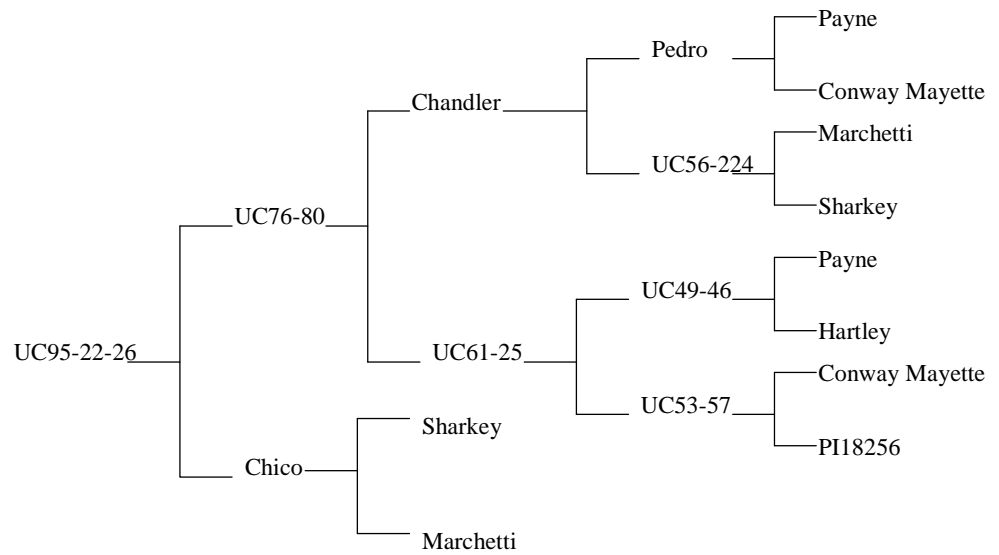 Payne
Pedro
Conway Mayette
Chandler
Marchetti
UC56-224
Sharkey
UC76-80
Payne
UC49-46
Hartley
UC95-22-26
UC61-25
Conway Mayette
UC53-57
Sharkey
PI18256
Chico
Marchetti